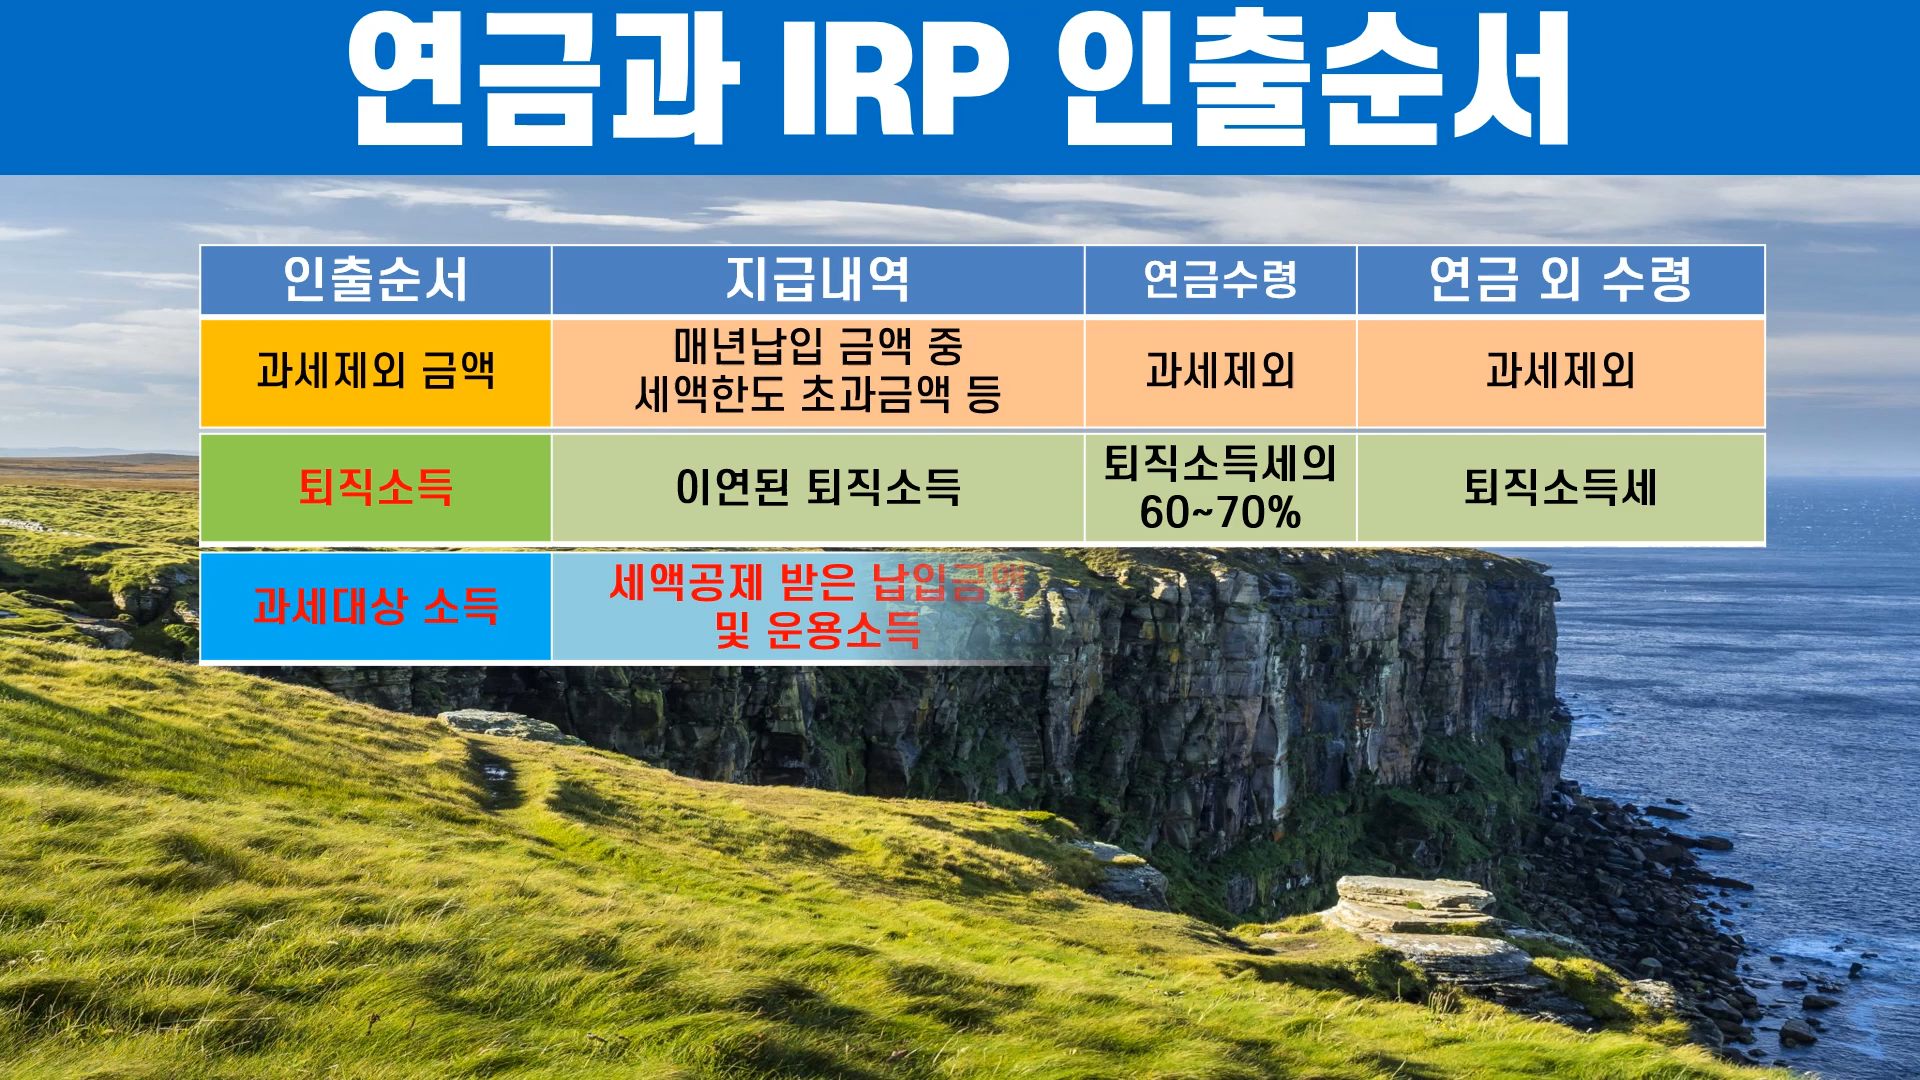 연금과 IRP 인출순서
인출순서 지급내역 연금수령 연금 외 수령
과세제외 금액
매년납입 금액 중
세액한도 초과금액 등
과세제외
과세제외
퇴직소득
이연된 퇴직소득
퇴직소득세의
60~70%
퇴직소득세
과세대상 소득
세액공제 받은 납입금액
및 운용소득